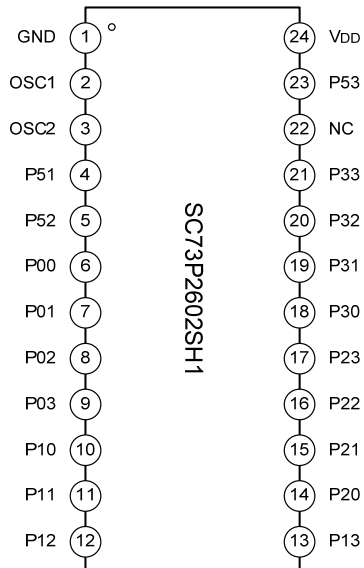 GND 1 24 VDD
OSC1 2 23 P53
OSC2 3 22 NC
P51 4 21 P33
P52 5 20 P32
P00 6 19 P31
P01 7 18 P30
P02 8 17 P23
P03 9 16 P22
P10 10 15 P21
P11 11 14 P20
P12 12 13 P13
SC73P2602SH1